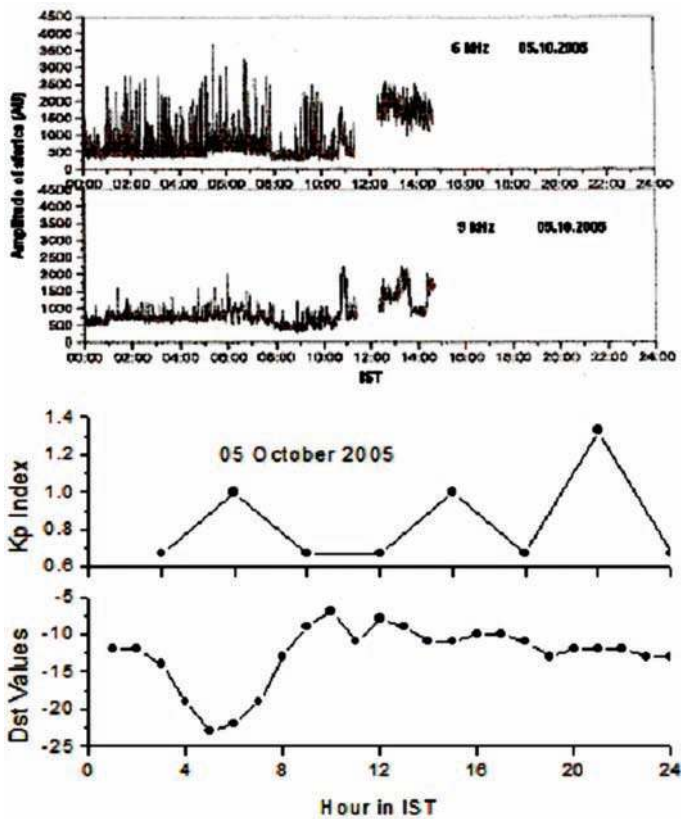 4500
4000
3500
3000
2500
2000
1500
1000
500
0
6 MHz 05.10.2005
00:00 02:00 04:00 06:00 08:00 10:00 12:00 14:00 16:00 18:00 20:00 22:00 24:00
Amplitude of sferics (AU)
4500
4000
3500
3000
2500
2000
1500
1000
500
0
9 MHz 05.10.2005
00:00 02:00 04:00 06:00 08:00 10:00 12:00 14:00 16:00 18:00 20:00 22:00 24:00
IST
1.4
1.2
1.0
0.8
0.6
Kp Index
05 October 2005
-5
-10
-15
-20
-25
Dst Values
0 4 8 12 16 20 24
Hour in IST